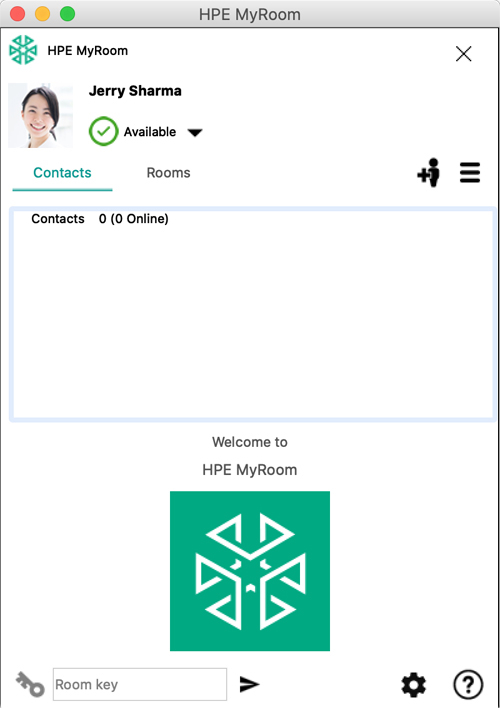 HPE MyRoom
HPE MyRoom
Jerry Sharma
Available
Contacts Rooms
Contacts 0 (0 Online)
Welcome to
HPE MyRoom
Room key